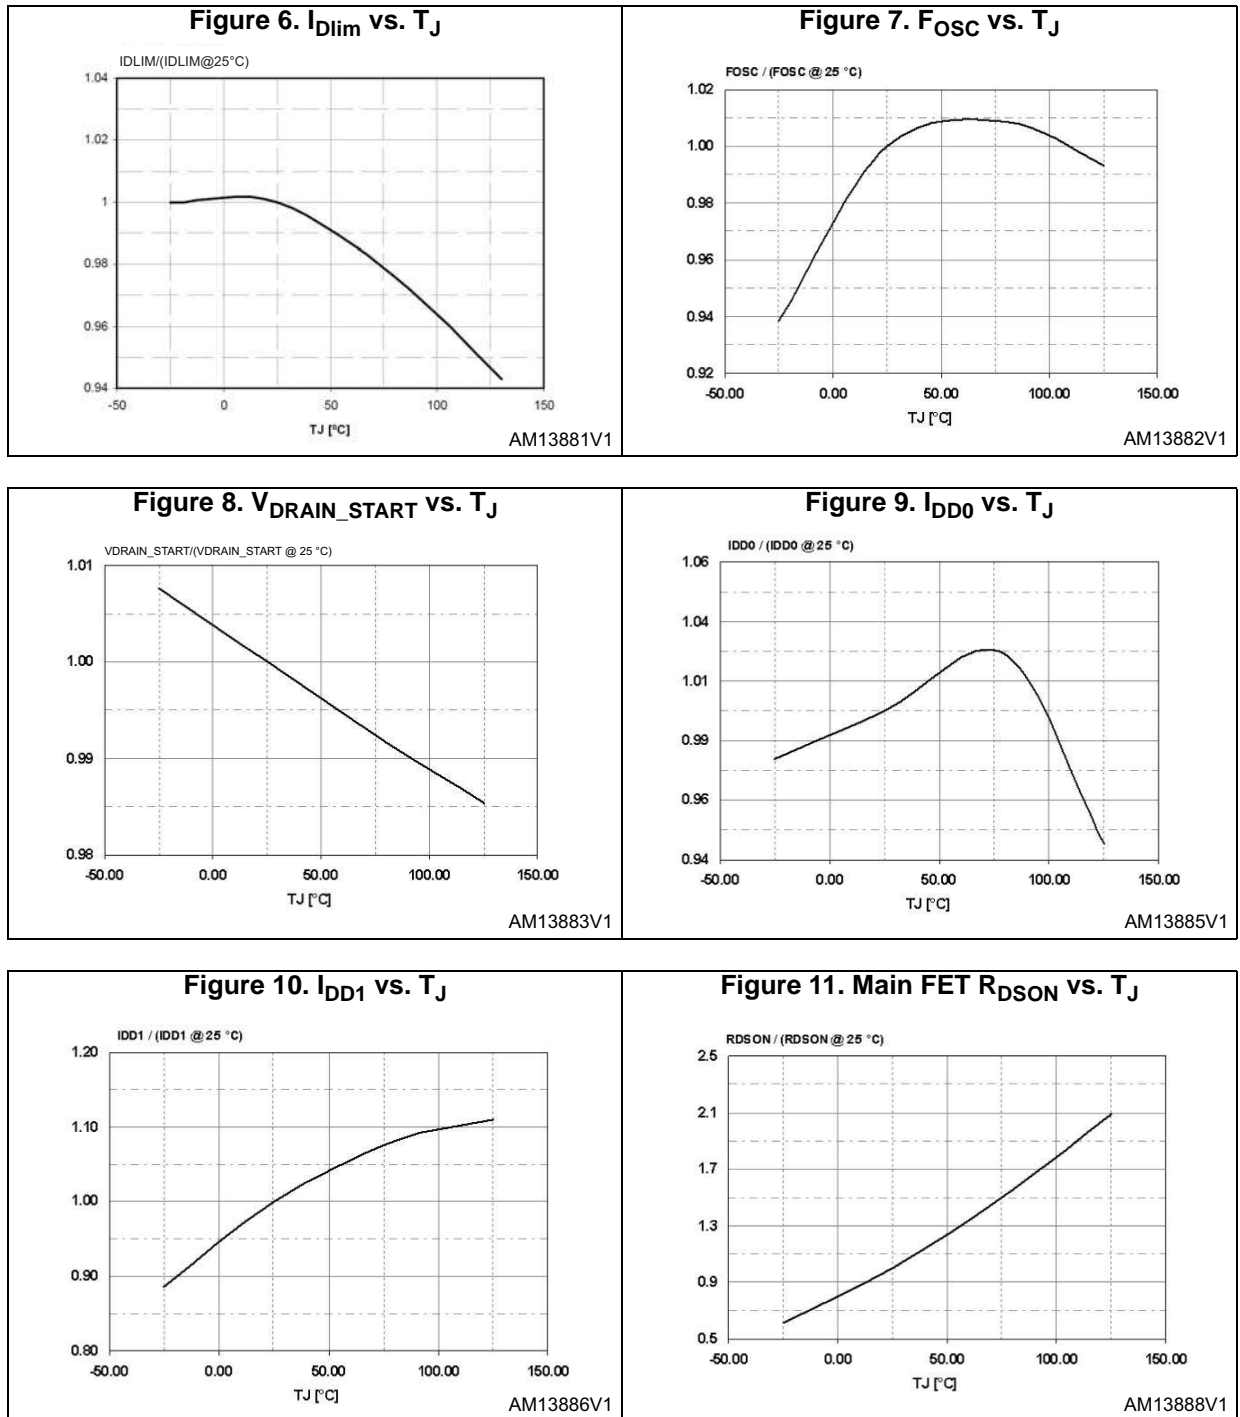 Figure 6. IDlim vs. TJ
IDLIM/(IDLIM@25°C)
1.04
1.02
1
0.98
0.96
0.94
-50 0 50 100 150
TJ [°C]
AM13881V1
Figure 7. FOSC vs. TJ
FOSC / (FOSC @ 25 °C)
1.02
1.00
0.98
0.96
0.94
0.92
-50.00 0.00 50.00 100.00 150.00
TJ [°C]
AM13882V1
Figure 8. VDRAIN_START vs. TJ
VDRAIN_START/(VDRAIN_START @ 25 °C)
1.01
1.00
0.99
0.98
-50.00 0.00 50.00 100.00 150.00
TJ [°C]
AM13883V1
Figure 9. IDD0 vs. TJ
IDD0 / (IDD0 @ 25 °C)
1.06
1.04
1.01
0.99
0.96
0.94
-50.00 0.00 50.00 100.00 150.00
TJ [°C]
AM13885V1
Figure 10. IDD1 vs. TJ
IDD1 / (IDD1 @ 25 °C)
1.20
1.10
1.00
0.90
0.80
-50.00 0.00 50.00 100.00 150.00
TJ [°C]
AM13886V1
Figure 11. Main FET RDSON vs. TJ
RDSON / (RDSON @ 25 °C)
2.5
2.1
1.7
1.3
0.9
0.5
-50.00 0.00 50.00 100.00 150.00
TJ [°C]
AM13888V1